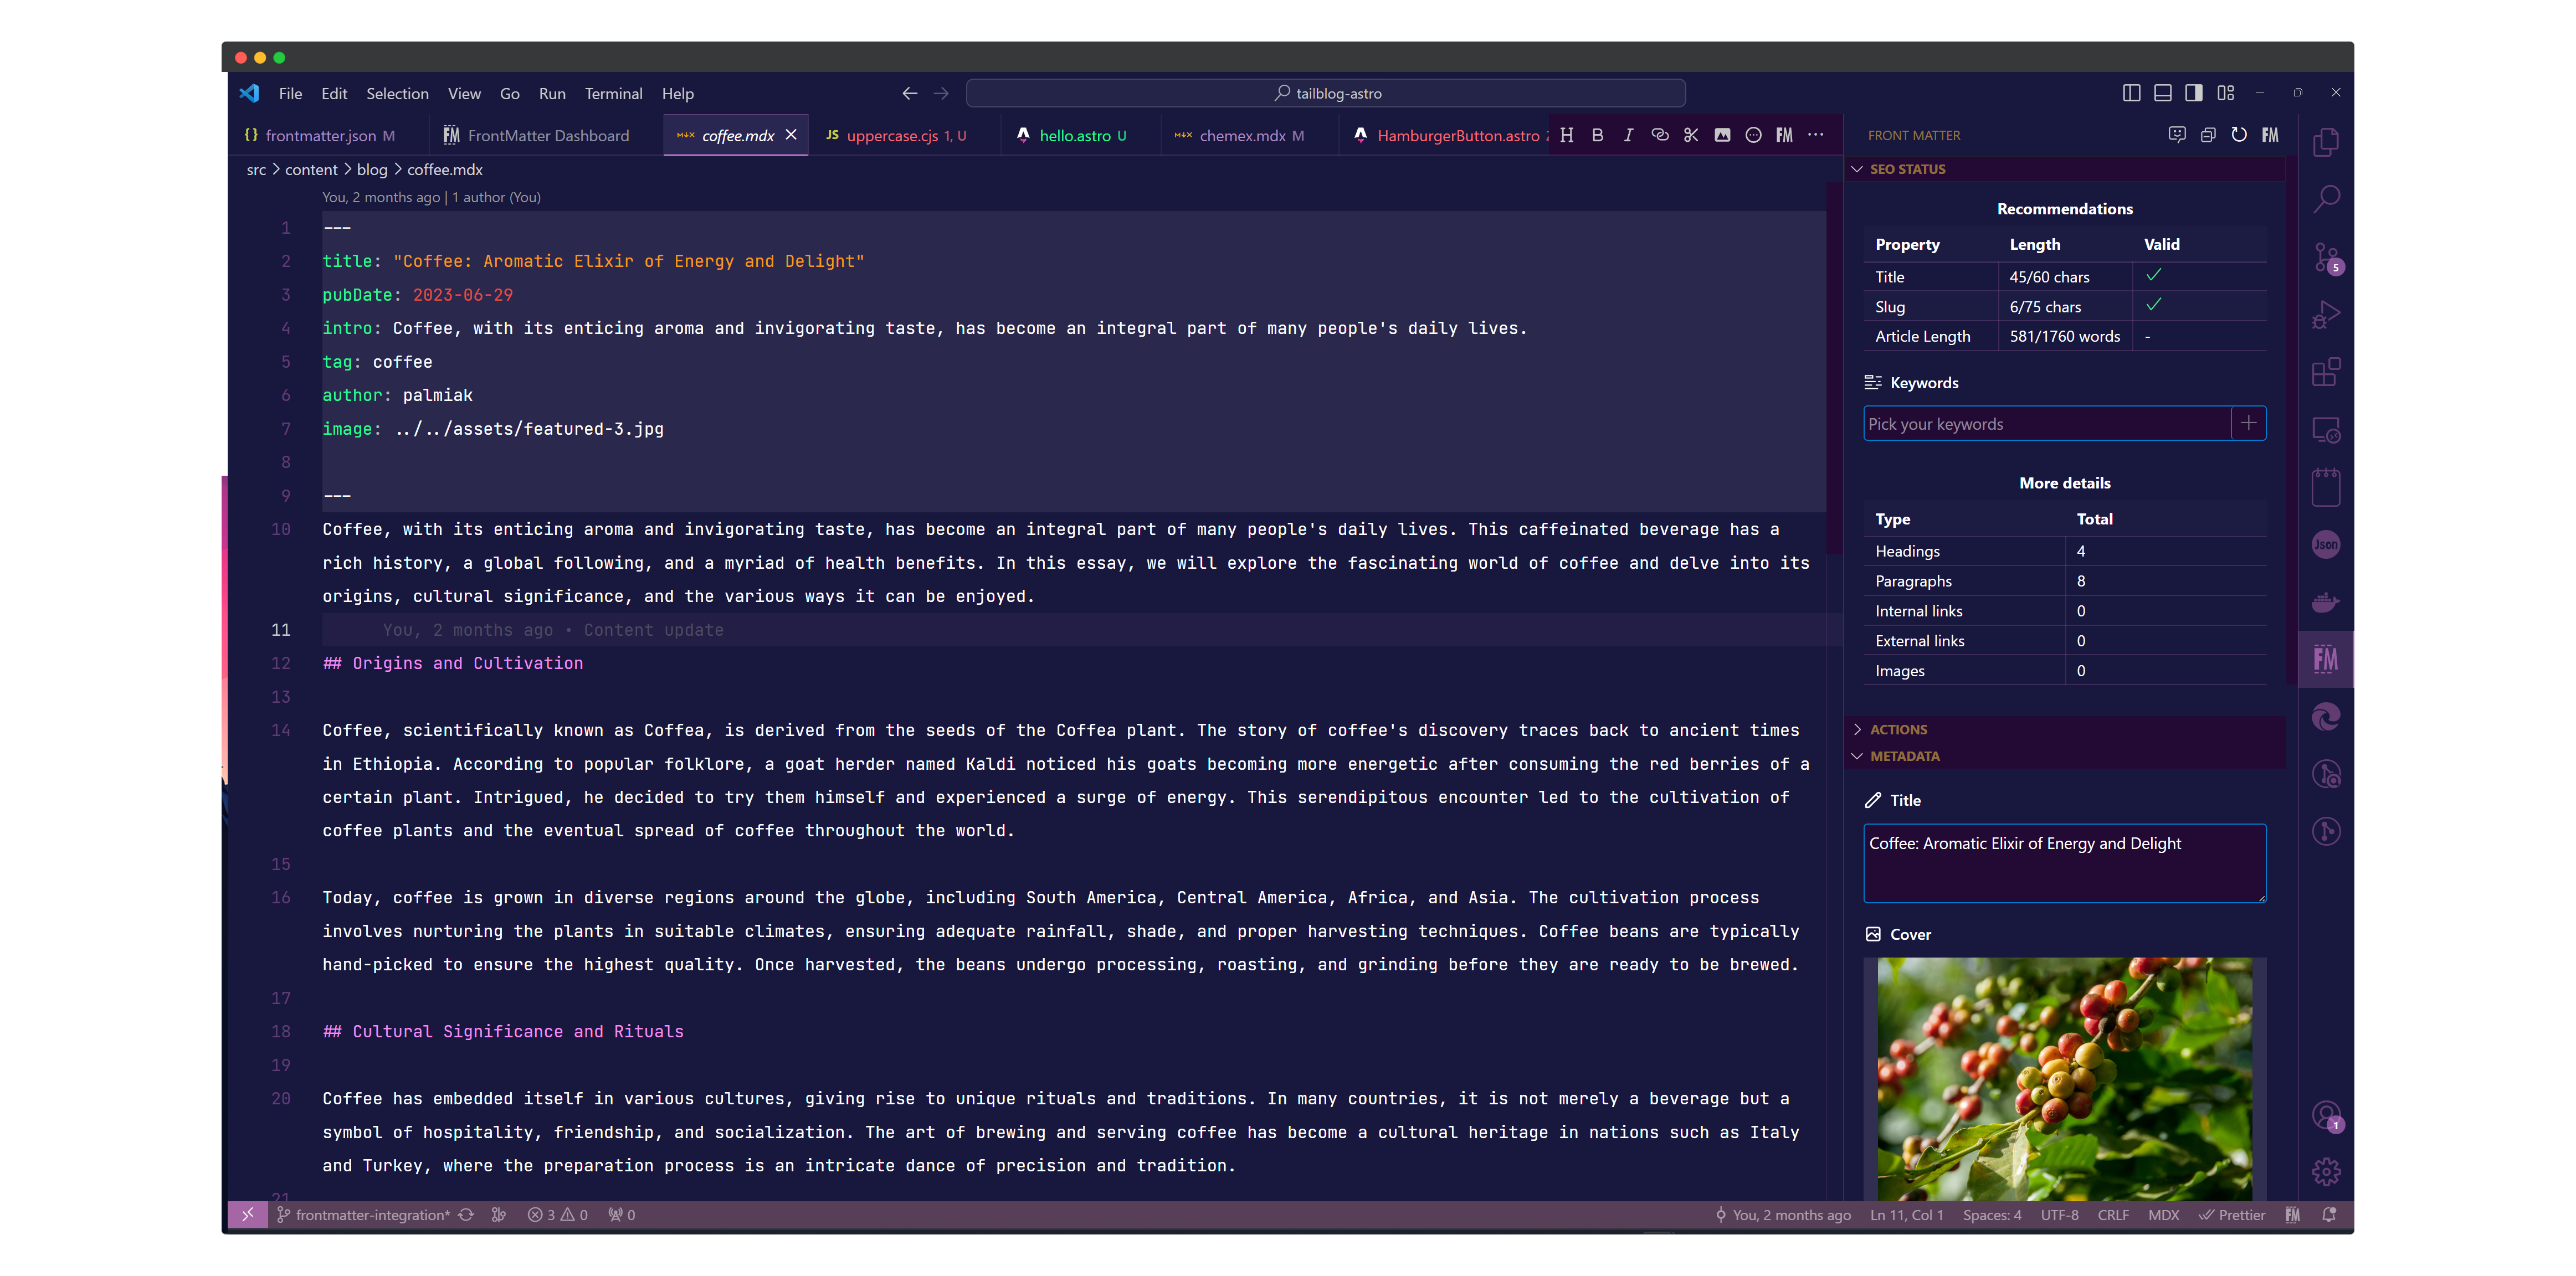 File Edit Selection View Go Run Terminal Help
tailblog-astro
{} frontmatter.json M
FM FrontMatter Dashboard
coffee.mdx
JS uppercase.cjs 1, U
hello.astro U
chemex.mdx M
HamburgerButton.astro
H B I FM ...
src > content > blog > coffee.mdx
You, 2 months ago | 1 author (You)
1 ---
2 title: "Coffee: Aromatic Elixir of Energy and Delight"
3 pubDate: 2023-06-29
4 intro: Coffee, with its enticing aroma and invigorating taste, has become an integral part of many people's daily lives.
5 tag: coffee
6 author: palmiak
7 image: ../../assets/featured-3.jpg
8
9 ---
10 Coffee, with its enticing aroma and invigorating taste, has become an integral part of many people's daily lives. This caffeinated beverage has a
rich history, a global following, and a myriad of health benefits. In this essay, we will explore the fascinating world of coffee and delve into its
origins, cultural significance, and the various ways it can be enjoyed.
11 You, 2 months ago • Content update
12 ## Origins and Cultivation
13
14 Coffee, scientifically known as Coffea, is derived from the seeds of the Coffea plant. The story of coffee's discovery traces back to ancient times
in Ethiopia. According to popular folklore, a goat herder named Kaldi noticed his goats becoming more energetic after consuming the red berries of a
certain plant. Intrigued, he decided to try them himself and experienced a surge of energy. This serendipitous encounter led to the cultivation of
coffee plants and the eventual spread of coffee throughout the world.
15
16 Today, coffee is grown in diverse regions around the globe, including South America, Central America, Africa, and Asia. The cultivation process
involves nurturing the plants in suitable climates, ensuring adequate rainfall, shade, and proper harvesting techniques. Coffee beans are typically
hand-picked to ensure the highest quality. Once harvested, the beans undergo processing, roasting, and grinding before they are ready to be brewed.
17
18 ## Cultural Significance and Rituals
19
20 Coffee has embedded itself in various cultures, giving rise to unique rituals and traditions. In many countries, it is not merely a beverage but a
symbol of hospitality, friendship, and socialization. The art of brewing and serving coffee has become a cultural heritage in nations such as Italy
and Turkey, where the preparation process is an intricate dance of precision and tradition.
21
FRONT MATTER
FM
SEO STATUS
Recommendations
Property Length Valid
Title 45/60 chars
Slug 6/75 chars
Article Length 581/1760 words -
Keywords
Pick your keywords
More details
Type Total
Headings 4
Paragraphs 8
Internal links 0
External links 0
Images 0
ACTIONS
METADATA
Title
Coffee: Aromatic Elixir of Energy and Delight
Cover
5
Json
FM
1
frontmatter-integration* 3 0 0
You, 2 months ago Ln 11, Col 1 Spaces: 4 UTF-8 CRLF MDX Prettier FM